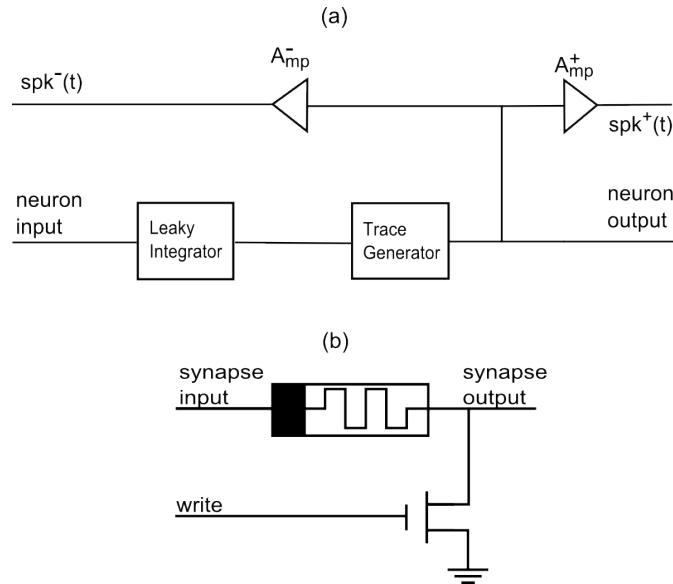 (a)
A⁻mp
A⁺mp
spk⁻(t)
spk⁺(t)
neuron
input
Leaky
Integrator
Trace
Generator
neuron
output
(b)
synapse
input
synapse
output
write